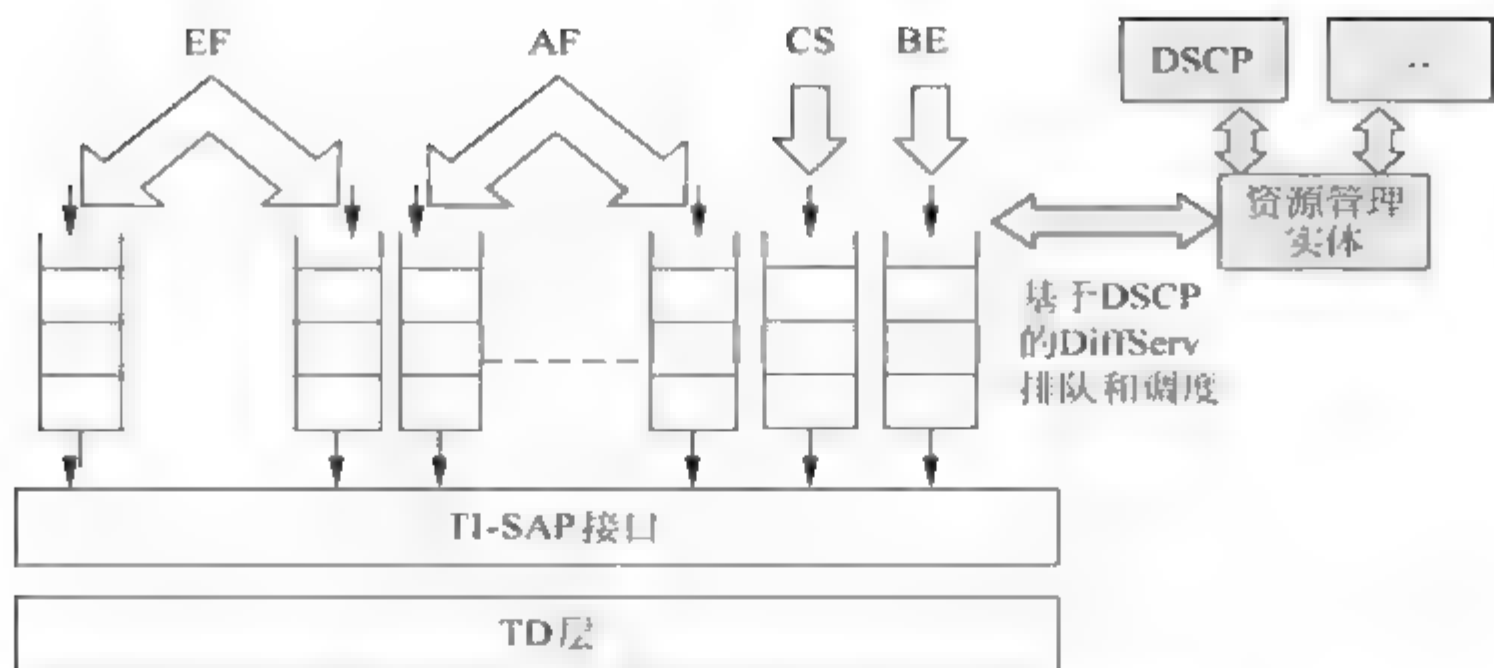 EF
AF
CS
BE
DSCP
..
资源管理
实体
基于DSCP
的DiffServ
排队和调度
TI-SAP接口
TD层